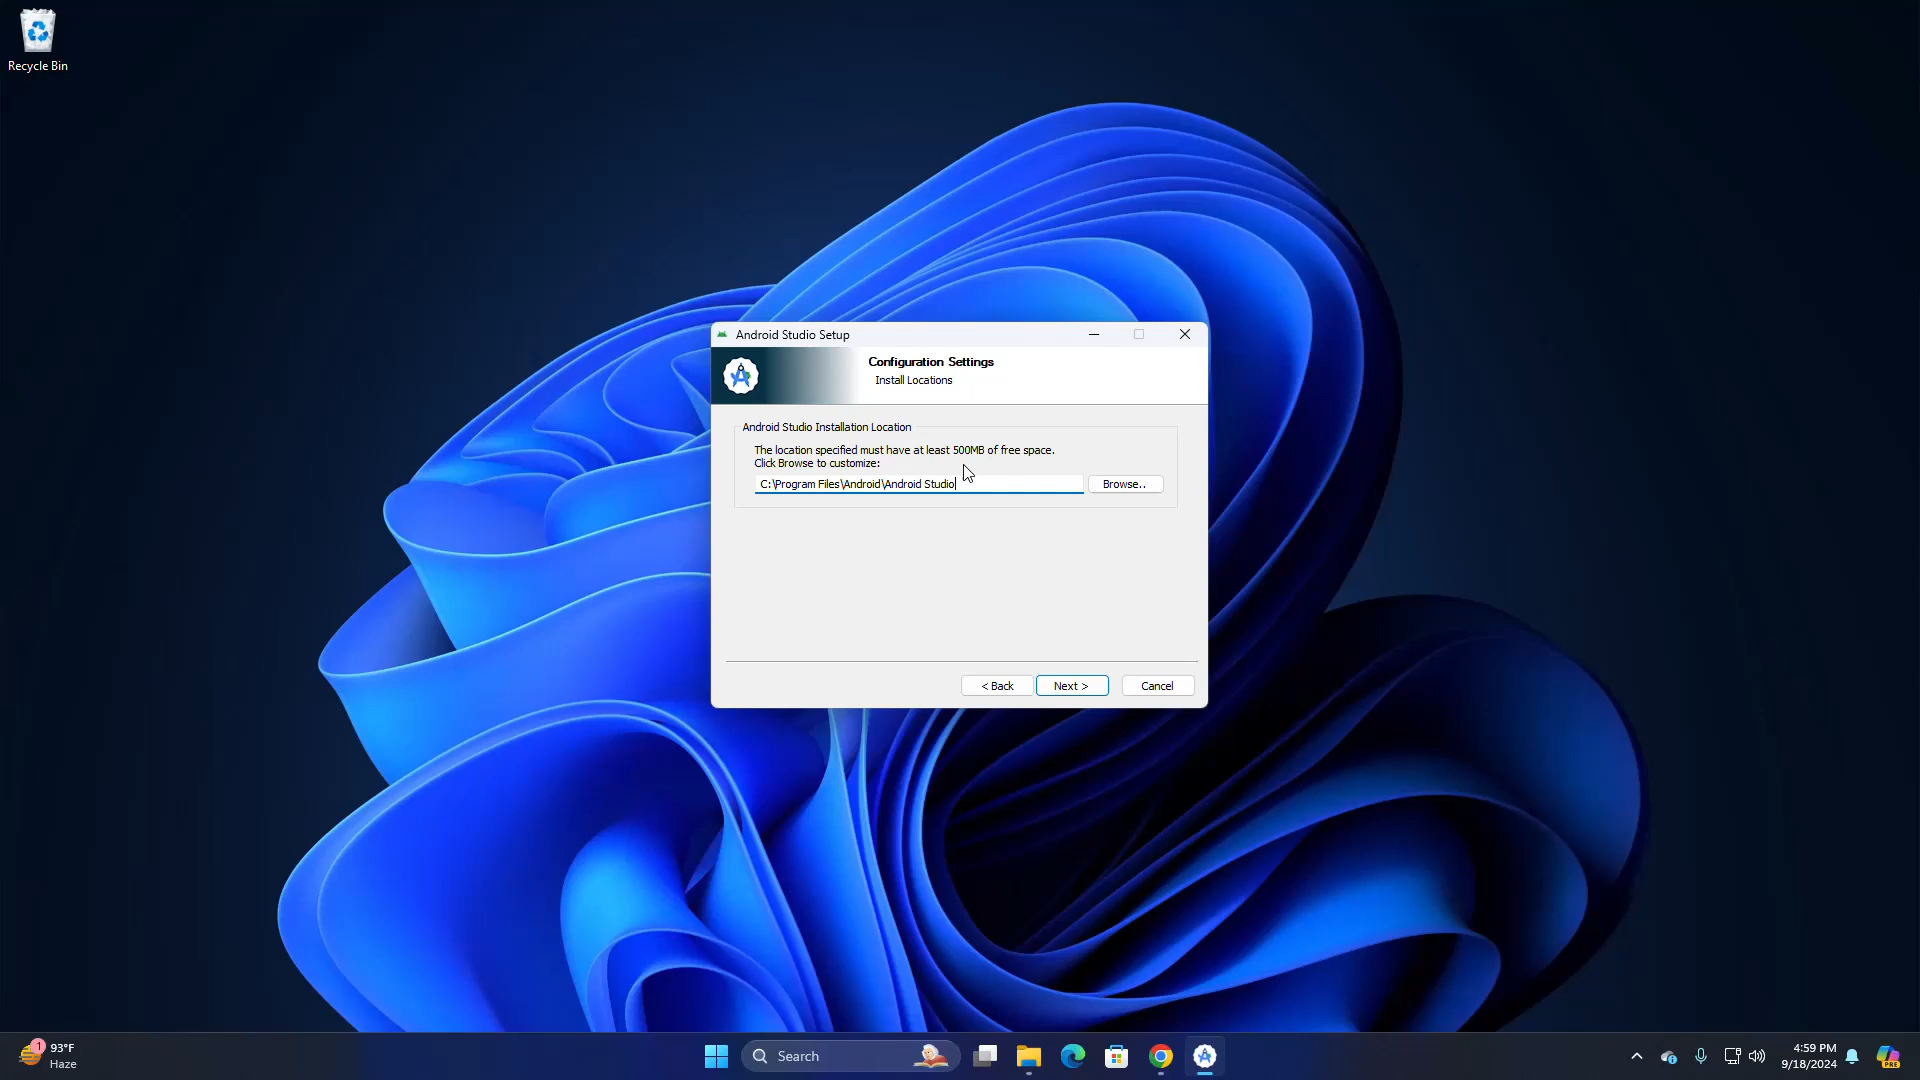 Recycle Bin
Android Studio Setup
Configuration Settings
Install Locations
Android Studio Installation Location
The location specified must have at least 500MB of free space.
Click Browse to customize:
C:\Program Files\Android\Android Studio
Browse..
< Back
Next >
Cancel
1
93°F
Haze
Search
4:59 PM
9/18/2024
PRE